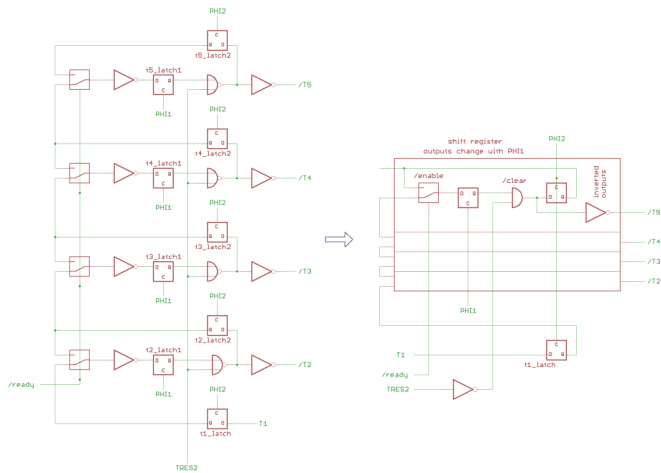 PHI2
C
Q D
t5_latch2
t5_latch1
D Q
C
PHI1
/T5
PHI2
C
Q D
t4_latch2
t4_latch1
D Q
C
PHI1
/T4
PHI2
C
Q D
t3_latch2
t3_latch1
D Q
C
PHI1
/T3
PHI2
C
Q D
t2_latch2
t2_latch1
D Q
C
PHI1
/T2
/ready
PHI2
C
Q D
t1_latch
T1
TRES2
shift register
outputs change with PHI1
PHI2
/enable
/clear
D Q
C
C
D Q
inverted
outputs
/T5
/T4
/T3
/T2
PHI1
T1
C
D Q
t1_latch
/ready
TRES2